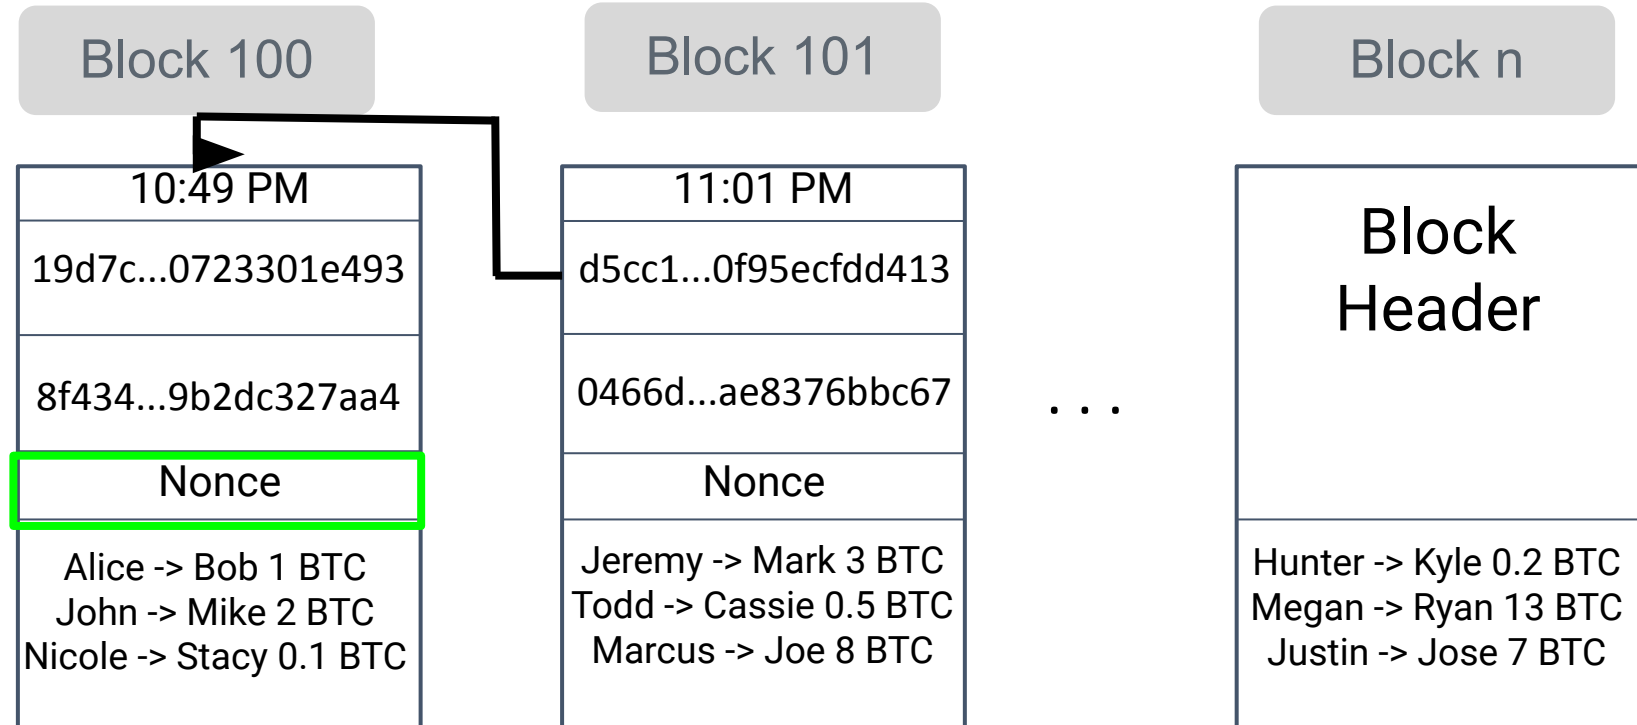 Block 100
10:49 PM
19d7c...0723301e493
8f434...9b2dc327aa4
Nonce
Alice -> Bob 1 BTC
John -> Mike 2 BTC
Nicole -> Stacy 0.1 BTC
Block 101
11:01 PM
d5cc1...0f95ecfdd413
0466d...ae8376bbc67
Nonce
Jeremy -> Mark 3 BTC
Todd -> Cassie 0.5 BTC
Marcus -> Joe 8 BTC
. . .
Block n
Block
Header
Hunter -> Kyle 0.2 BTC
Megan -> Ryan 13 BTC
Justin -> Jose 7 BTC